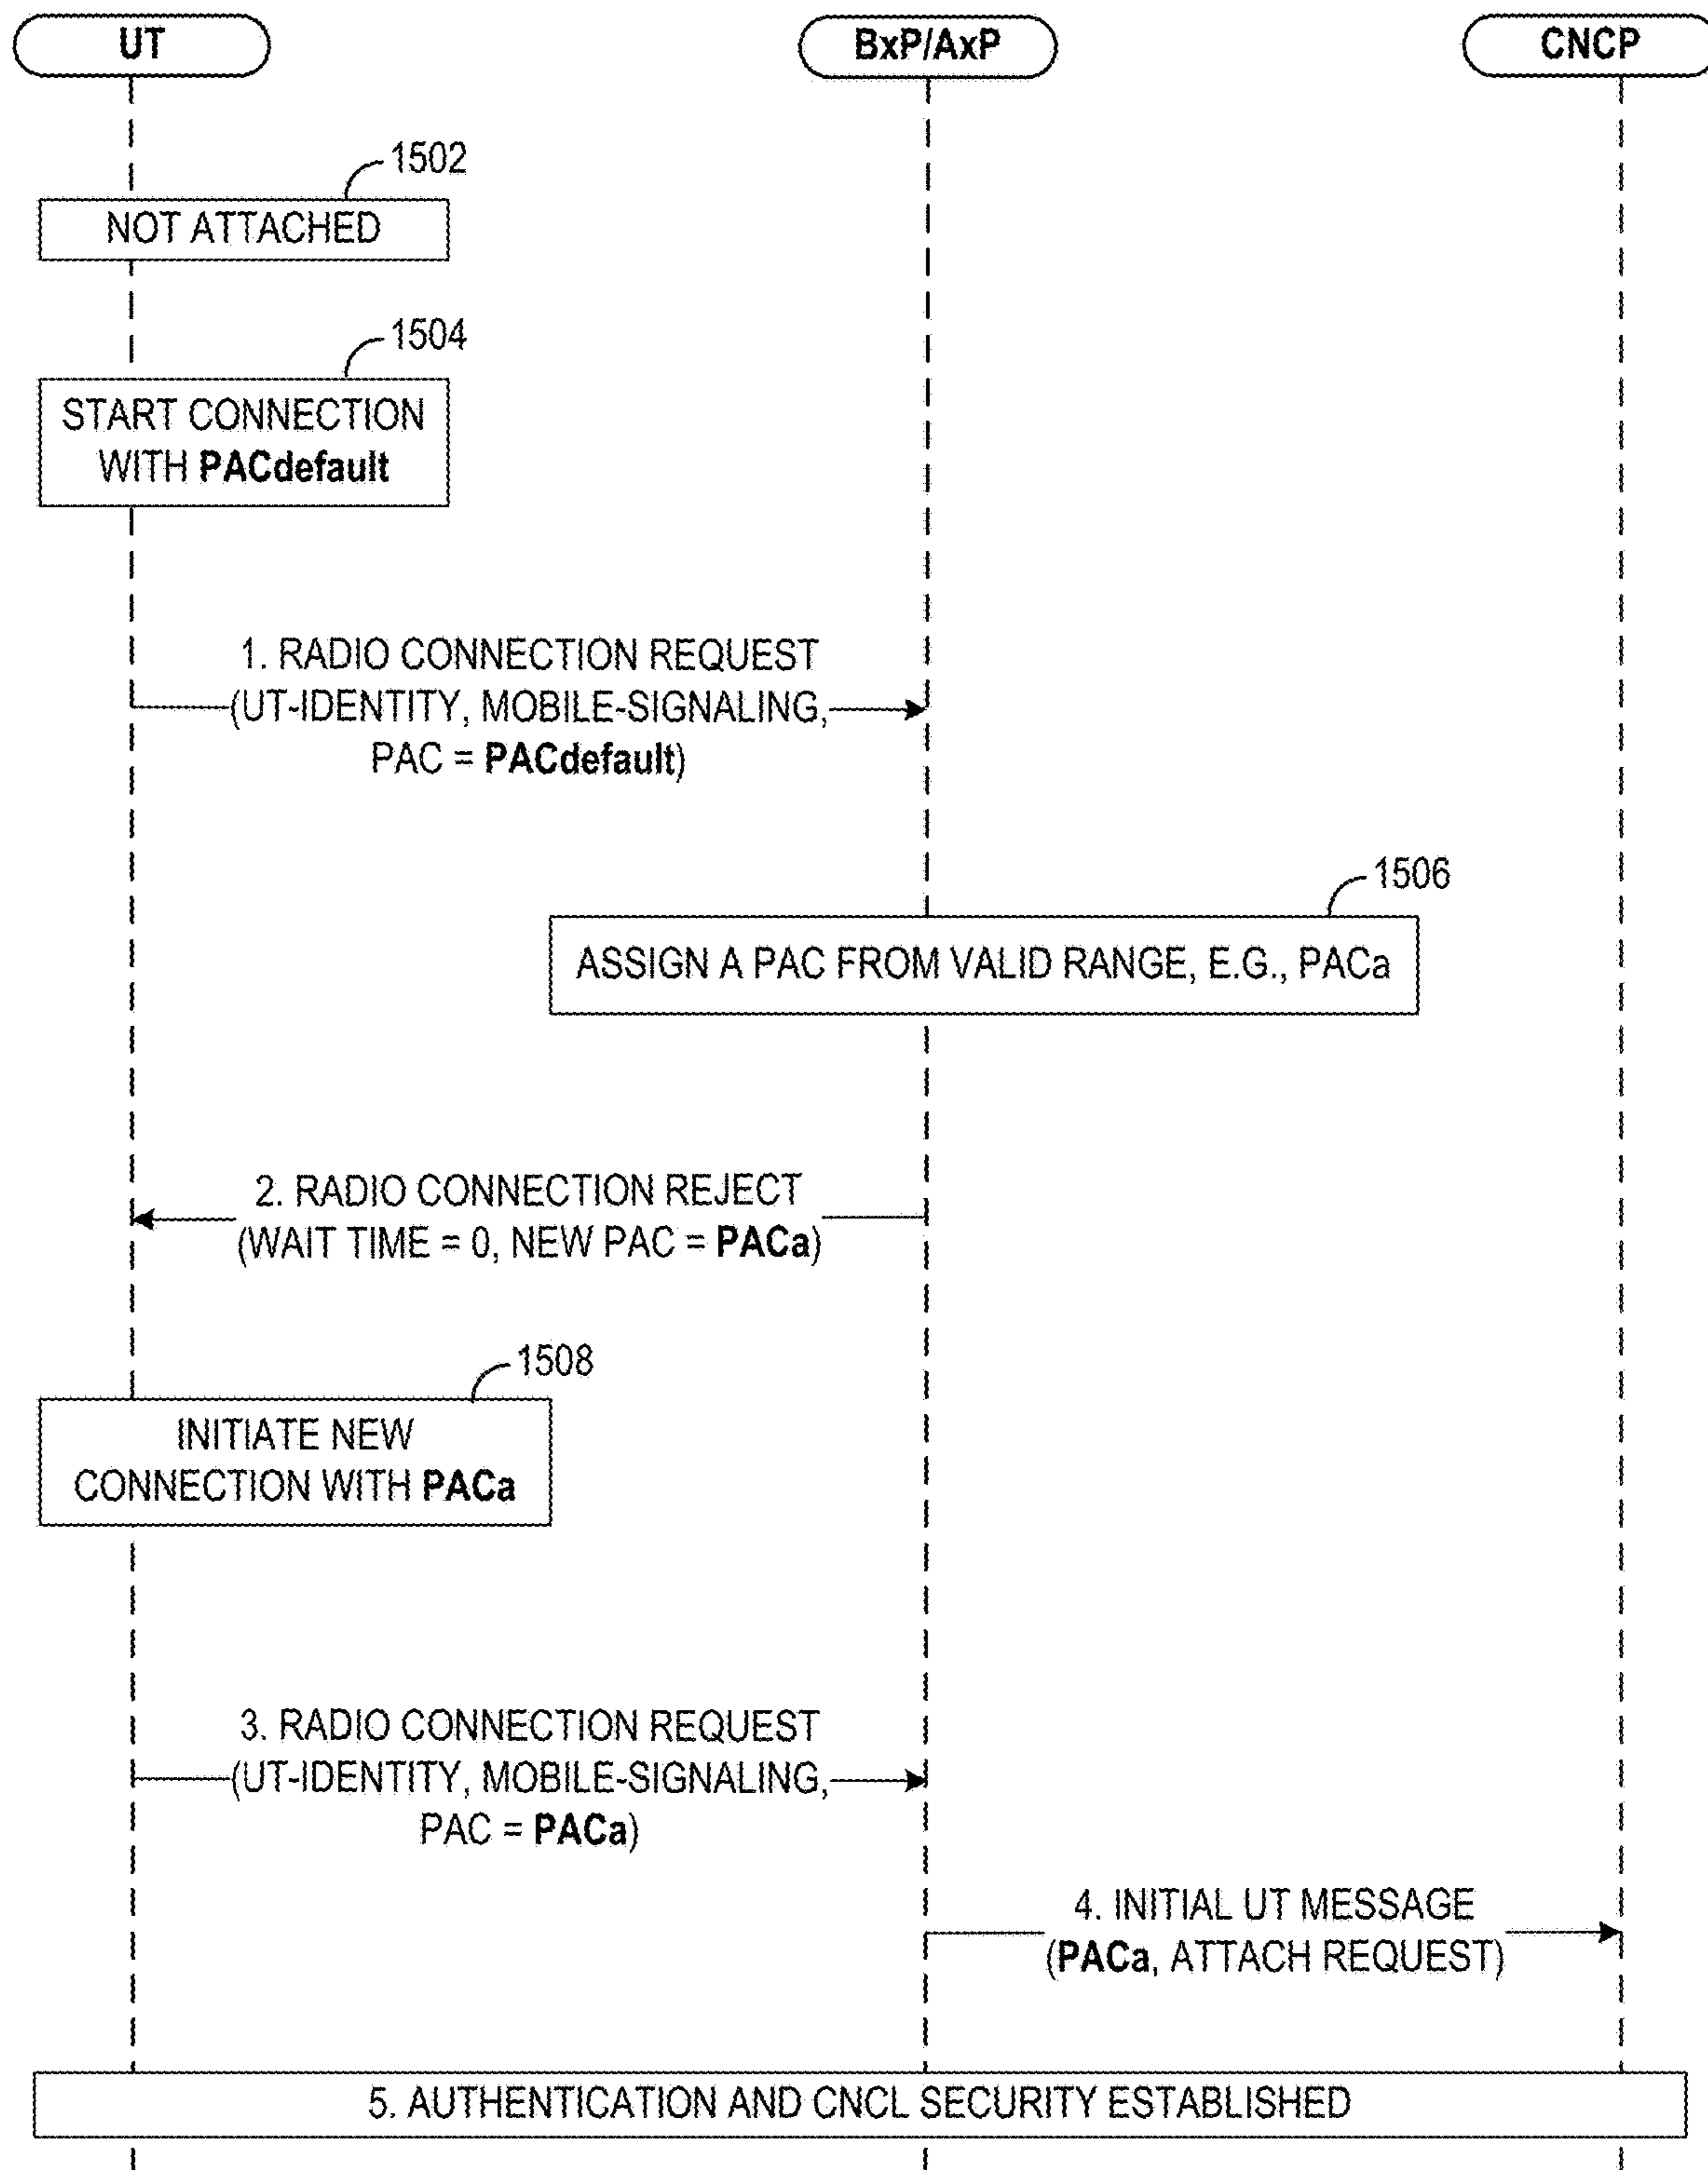 UT
BxP/AxP
CNCP
1502
NOT ATTACHED
1504
START CONNECTION
WITH PACdefault
1. RADIO CONNECTION REQUEST
(UT-IDENTITY, MOBILE-SIGNALING,
PAC = PACdefault)
1506
ASSIGN A PAC FROM VALID RANGE, E.G., PACa
2. RADIO CONNECTION REJECT
(WAIT TIME = 0, NEW PAC = PACa)
1508
INITIATE NEW
CONNECTION WITH PACa
3. RADIO CONNECTION REQUEST
(UT-IDENTITY, MOBILE-SIGNALING,
PAC = PACa)
4. INITIAL UT MESSAGE
(PACa, ATTACH REQUEST)
5. AUTHENTICATION AND CNCL SECURITY ESTABLISHED